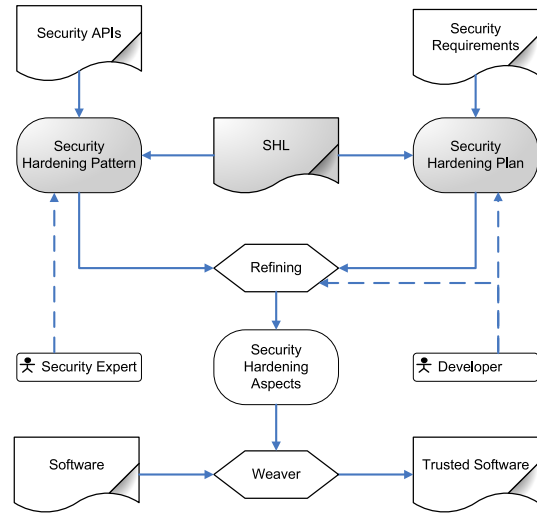 Security APIs
Security
Requirements
Security
Hardening Pattern
SHL
Security
Hardening Plan
Refining
Security Expert
Security
Hardening
Aspects
Developer
Software
Weaver
Trusted Software